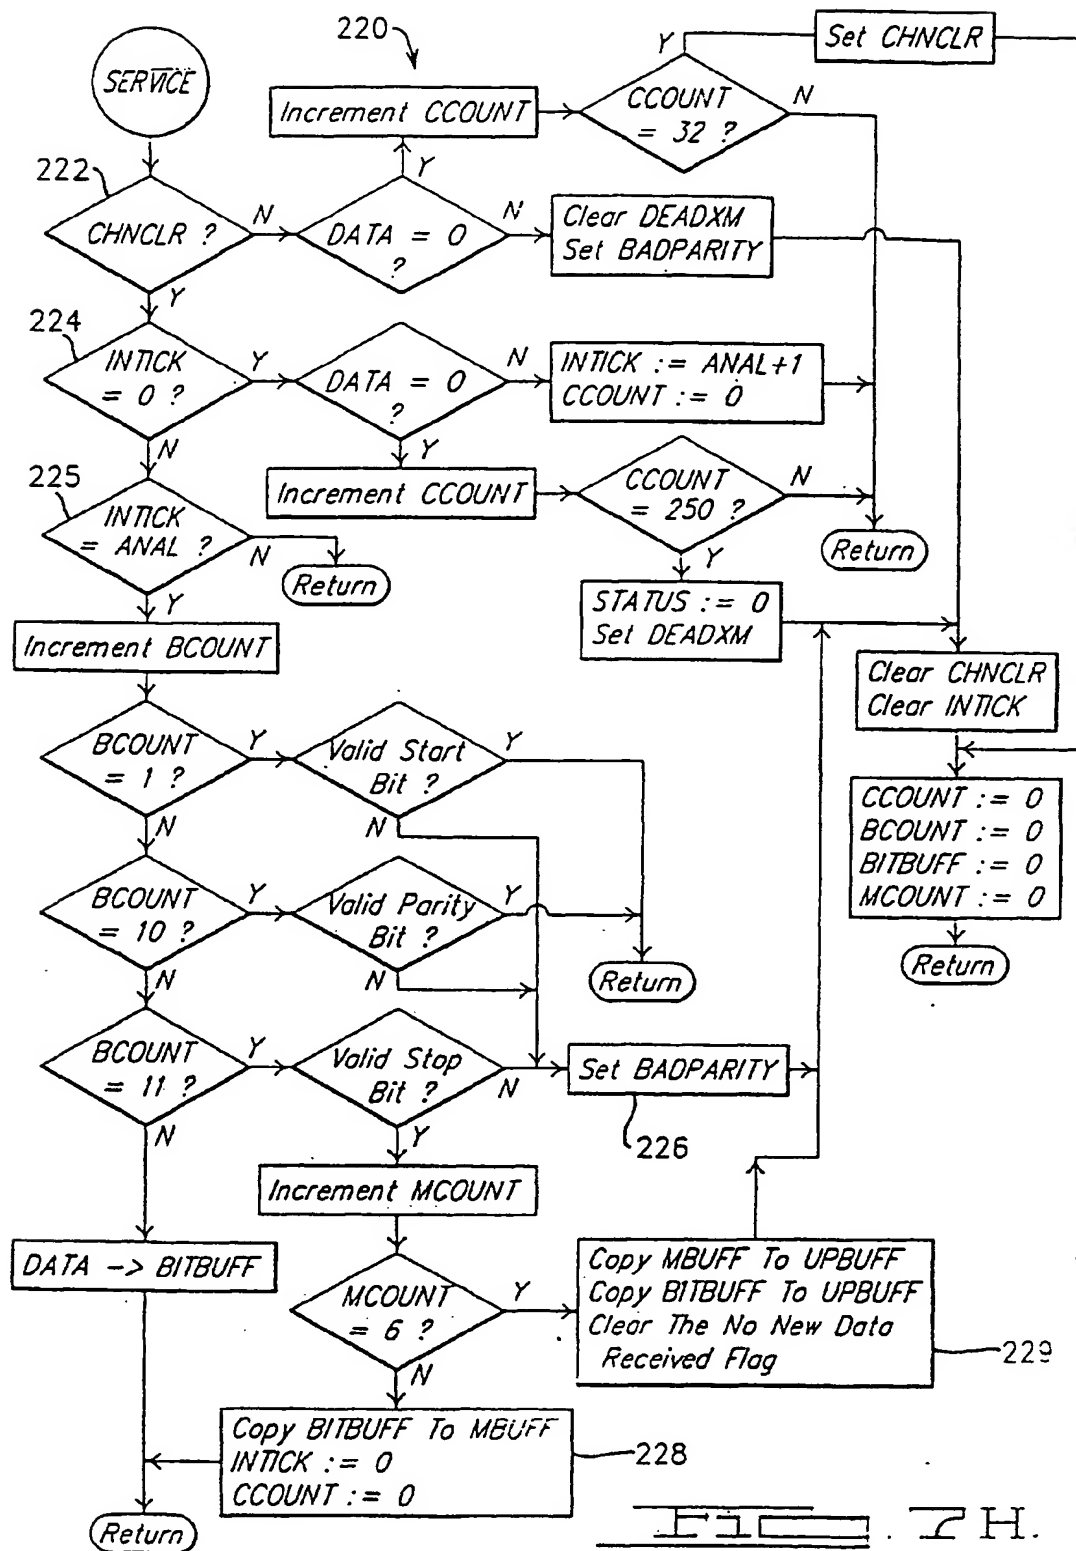 220
Y
Set CHNCLR
SERVICE
Increment CCOUNT
CCOUNT
= 32 ?
N
222
Y
CHNCLR ?
N
DATA = 0
?
N
Clear DEADXM
Set BADPARITY
Y
224
INTICK
= 0 ?
Y
DATA = 0
?
N
INTICK := ANAL+1
CCOUNT := 0
N
Y
225
INTICK
= ANAL ?
N
Return
Increment CCOUNT
CCOUNT
= 250 ?
N
Return
Y
Y
STATUS := 0
Set DEADXM
Increment BCOUNT
Clear CHNCLR
Clear INTICK
BCOUNT
= 1 ?
Y
Valid Start
Bit ?
Y
N
N
CCOUNT := 0
BCOUNT := 0
BITBUFF := 0
MCOUNT := 0
BCOUNT
= 10 ?
Y
Valid Parity
Bit ?
Y
N
N
Return
Return
BCOUNT
= 11 ?
Y
Valid Stop
Bit ?
N
Set BADPARITY
226
N
Y
Increment MCOUNT
DATA -> BITBUFF
MCOUNT
= 6 ?
Y
Copy MBUFF To UPBUFF
Copy BITBUFF To UPBUFF
Clear The No New Data
Received Flag
229
N
Copy BITBUFF To MBUFF
INTICK := 0
CCOUNT := 0
228
Return
FIG. 7H.